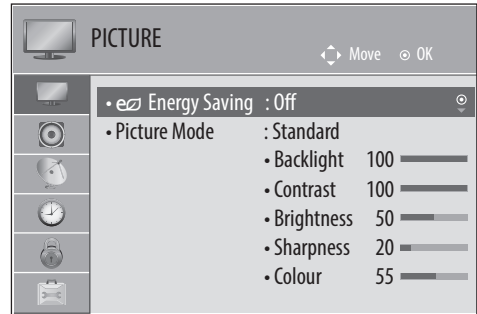 PICTURE
Move OK
• Energy Saving : Off
• Picture Mode : Standard
• Backlight 100
• Contrast 100
• Brightness 50
• Sharpness 20
• Colour 55